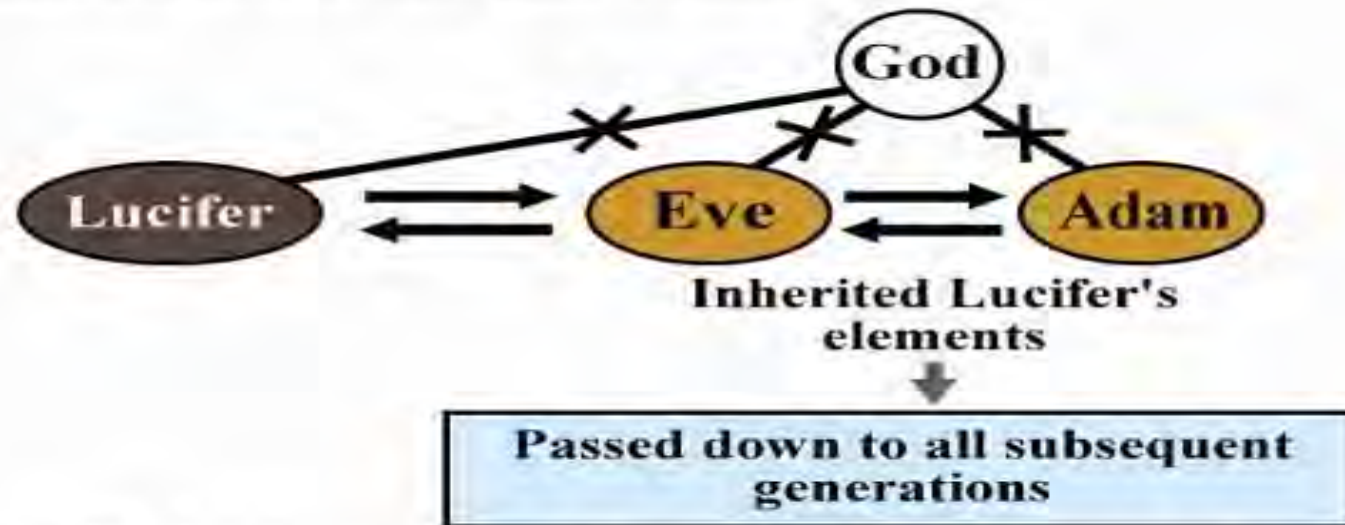 God
Lucifer
Eve
Adam
Inherited Lucifer's
elements
Passed down to all subsequent
generations